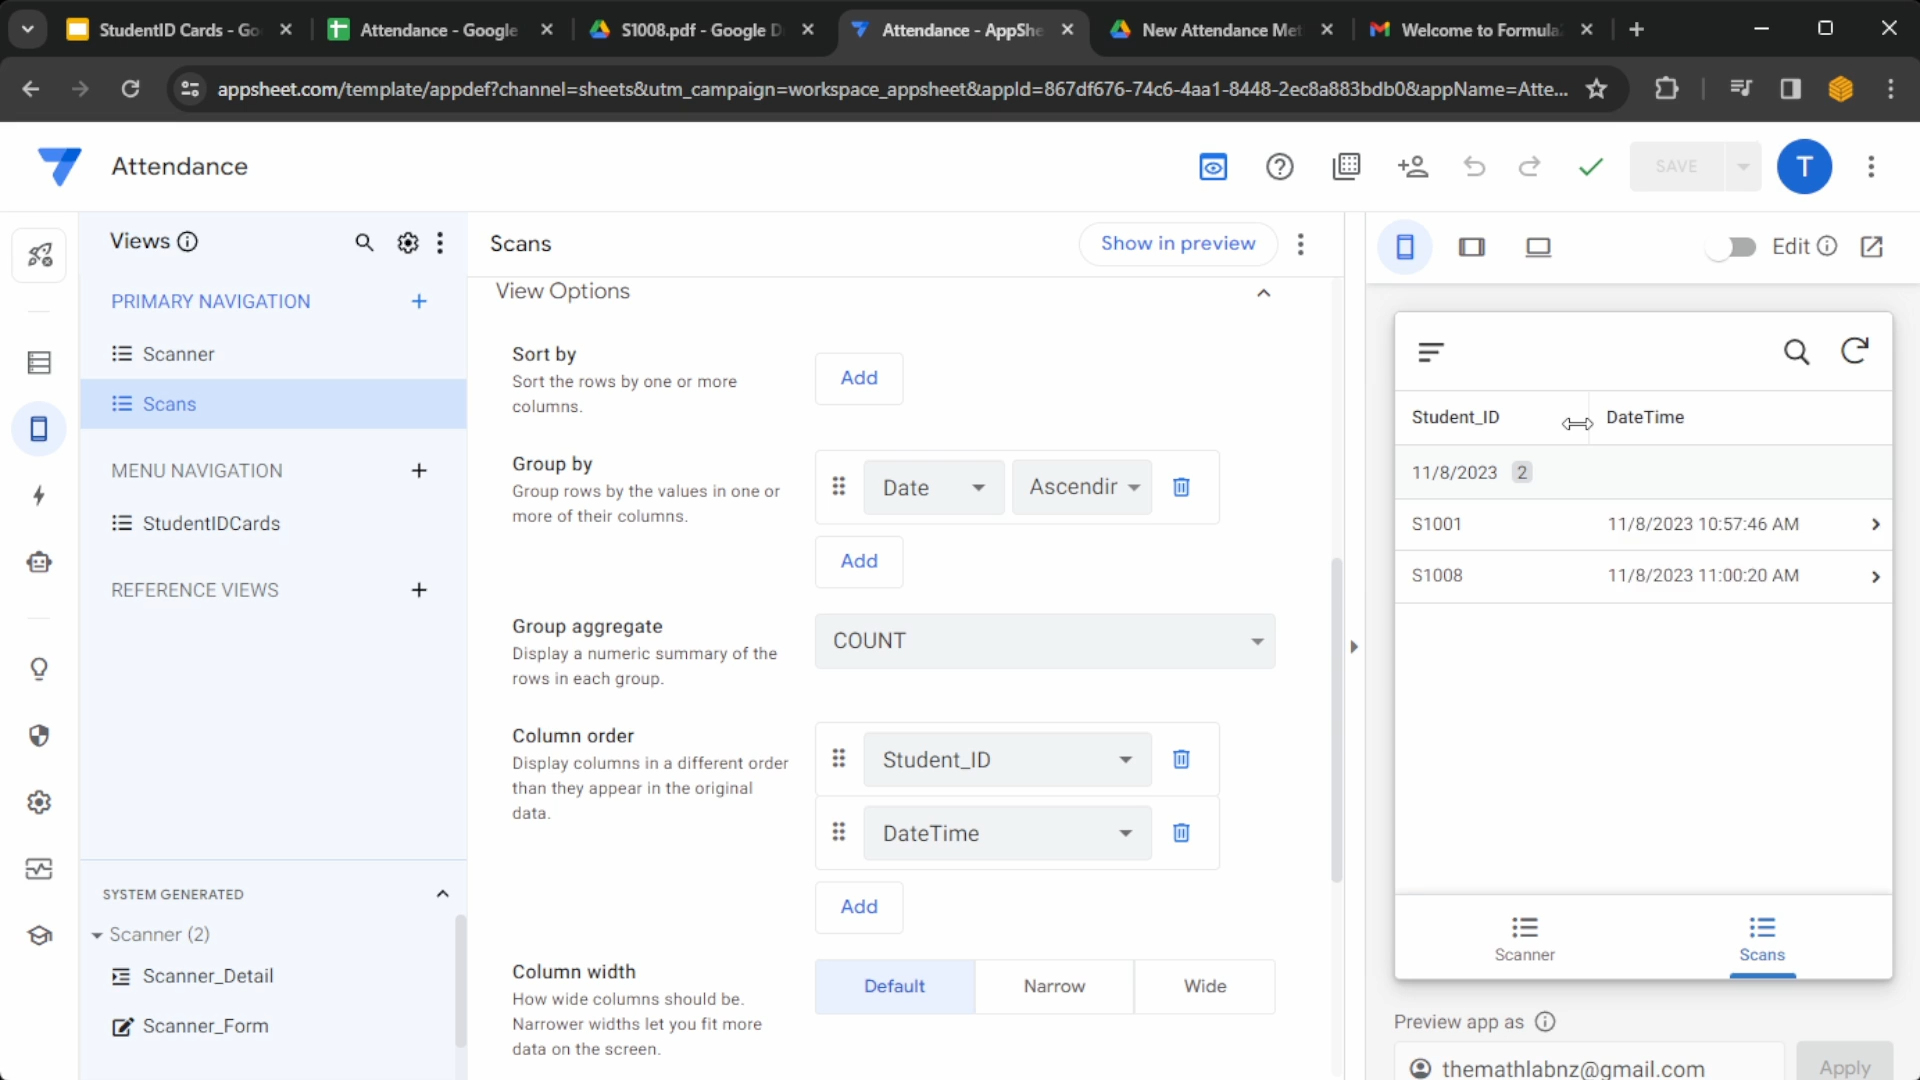 StudentID Cards - Go
Attendance - Google
S1008.pdf - Google D
Attendance - AppShe
New Attendance Met
Welcome to Formula
appsheet.com/template/appdef?channel=sheets&utm_campaign=workspace_appsheet&appId=867df676-74c6-4aa1-8448-2ec8a883bdb0&appName=Atte...
Attendance
SAVE
T
Views
PRIMARY NAVIGATION
Scanner
Scans
MENU NAVIGATION
StudentIDCards
REFERENCE VIEWS
SYSTEM GENERATED
Scanner (2)
Scanner_Detail
Scanner_Form
Scans
Show in preview
View Options
Sort by
Sort the rows by one or more
columns.
Add
Group by
Group rows by the values in one or
more of their columns.
Date
Ascendir
Add
Group aggregate
Display a numeric summary of the
rows in each group.
COUNT
Column order
Display columns in a different order
than they appear in the original
data.
Student_ID
DateTime
Add
Column width
How wide columns should be.
Narrower widths let you fit more
data on the screen.
Default
Narrow
Wide
Edit
Student_ID
DateTime
11/8/2023 2
S1001 11/8/2023 10:57:46 AM
S1008 11/8/2023 11:00:20 AM
Scanner
Scans
Preview app as
themathlabnz@gmail.com
Apply